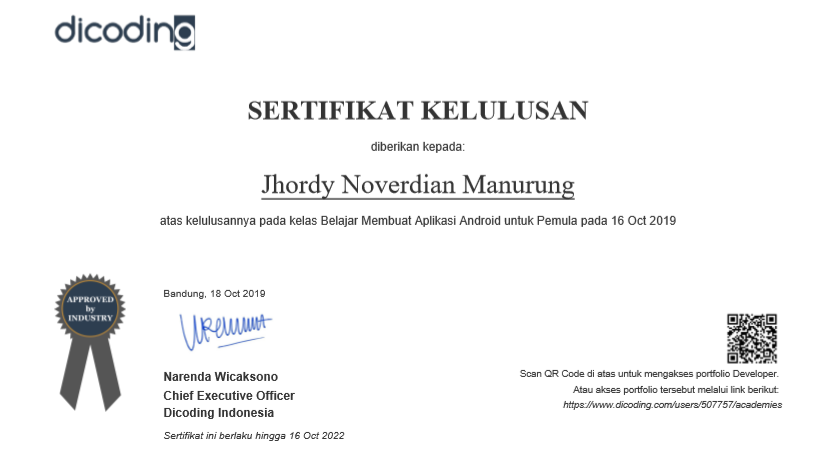 dicoding
SERTIFIKAT KELULUSAN
diberikan kepada:
Jhordy Noverdian Manurung
atas kelulusannya pada kelas Belajar Membuat Aplikasi Android untuk Pemula pada 16 Oct 2019
APPROVED
by
INDUSTRY
Bandung, 18 Oct 2019
Narenda Wicaksono
Chief Executive Officer
Dicoding Indonesia
Sertifikat ini berlaku hingga 16 Oct 2022
Scan QR Code di atas untuk mengakses portfolio Developer.
Atau akses portfolio tersebut melalui link berikut:
https://www.dicoding.com/users/507757/academies